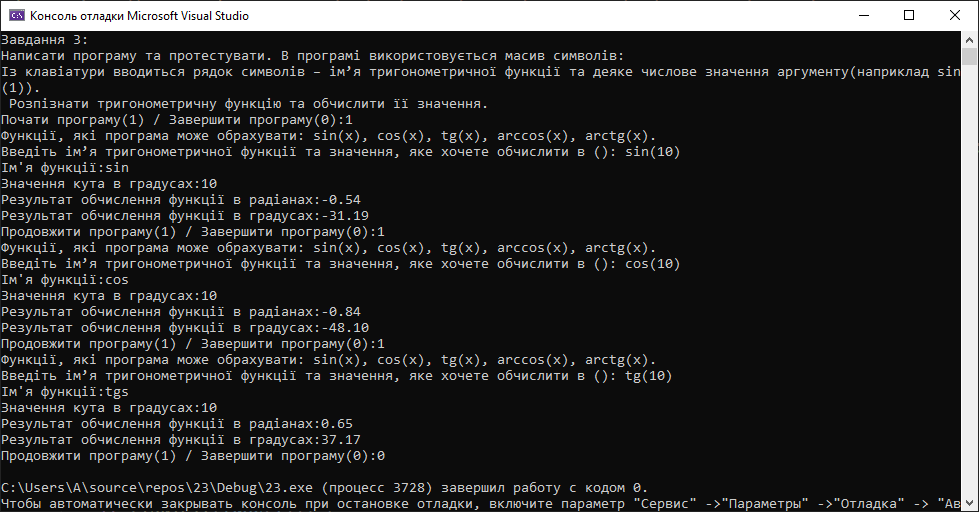 Консоль отладки Microsoft Visual Studio
Завдання 3:
Написати програму та протестувати. В програмі використовується масив символів:
Із клавіатури вводиться рядок символів – ім’я тригонометричної функції та деяке числове значення аргументу(наприклад sin
(1)).
Розпізнати тригонометричну функцію та обчислити її значення.
Почати програму(1) / Завершити програму(0):1
Функції, які програма може обрахувати: sin(x), cos(x), tg(x), arccos(x), arctg(x).
Введіть ім’я тригонометричної функції та значення, яке хочете обчислити в (): sin(10)
Ім'я функції:sin
Значення кута в градусах:10
Результат обчислення функції в радіанах:-0.54
Результат обчислення функції в градусах:-31.19
Продовжити програму(1) / Завершити програму(0):1
Функції, які програма може обрахувати: sin(x), cos(x), tg(x), arccos(x), arctg(x).
Введіть ім’я тригонометричної функції та значення, яке хочете обчислити в (): cos(10)
Ім'я функції:cos
Значення кута в градусах:10
Результат обчислення функції в радіанах:-0.84
Результат обчислення функції в градусах:-48.10
Продовжити програму(1) / Завершити програму(0):1
Функції, які програма може обрахувати: sin(x), cos(x), tg(x), arccos(x), arctg(x).
Введіть ім’я тригонометричної функції та значення, яке хочете обчислити в (): tg(10)
Ім'я функції:tgs
Значення кута в градусах:10
Результат обчислення функції в радіанах:0.65
Результат обчислення функції в градусах:37.17
Продовжити програму(1) / Завершити програму(0):0
C:\Users\A\source\repos\23\Debug\23.exe (процесс 3728) завершил работу с кодом 0.
Чтобы автоматически закрывать консоль при остановке отладки, включите параметр "Сервис" ->"Параметры" ->"Отладка" -> "Ав